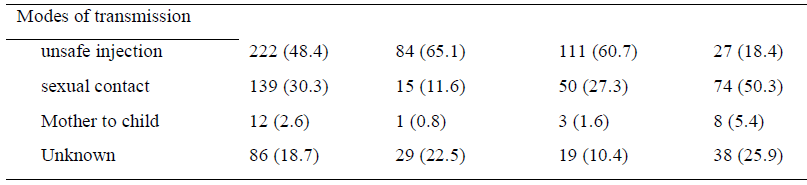 Modes of transmission
unsafe injection 222 (48.4) 84 (65.1) 111 (60.7) 27 (18.4)
sexual contact 139 (30.3) 15 (11.6) 50 (27.3) 74 (50.3)
Mother to child 12 (2.6) 1 (0.8) 3 (1.6) 8 (5.4)
Unknown 86 (18.7) 29 (22.5) 19 (10.4) 38 (25.9)